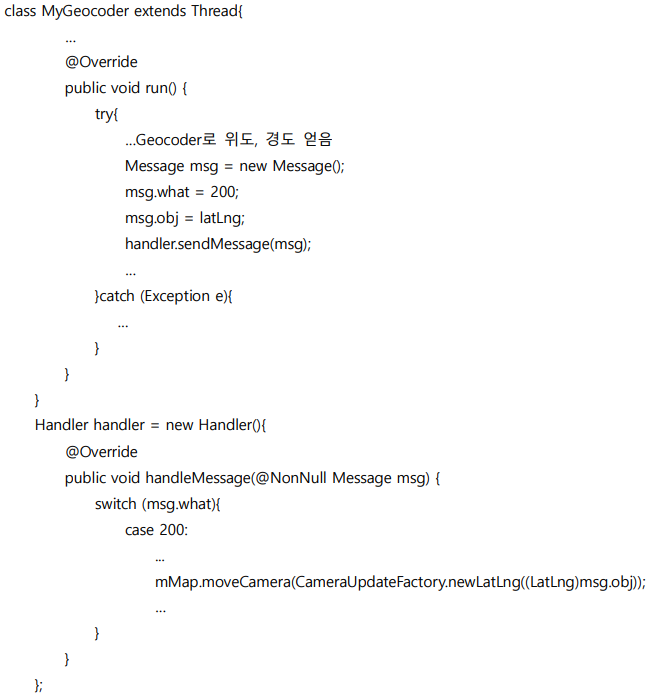 class MyGeocoder extends Thread{
...
@Override
public void run() {
try{
...Geocoder로 위도, 경도 얻음
Message msg = new Message();
msg.what = 200;
msg.obj = latLng;
handler.sendMessage(msg);
...
}catch (Exception e){
...
}
}
}
Handler handler = new Handler(){
@Override
public void handleMessage(@NonNull Message msg) {
switch (msg.what){
case 200:
...
mMap.moveCamera(CameraUpdateFactory.newLatLng((LatLng)msg.obj));
...
}
}
};